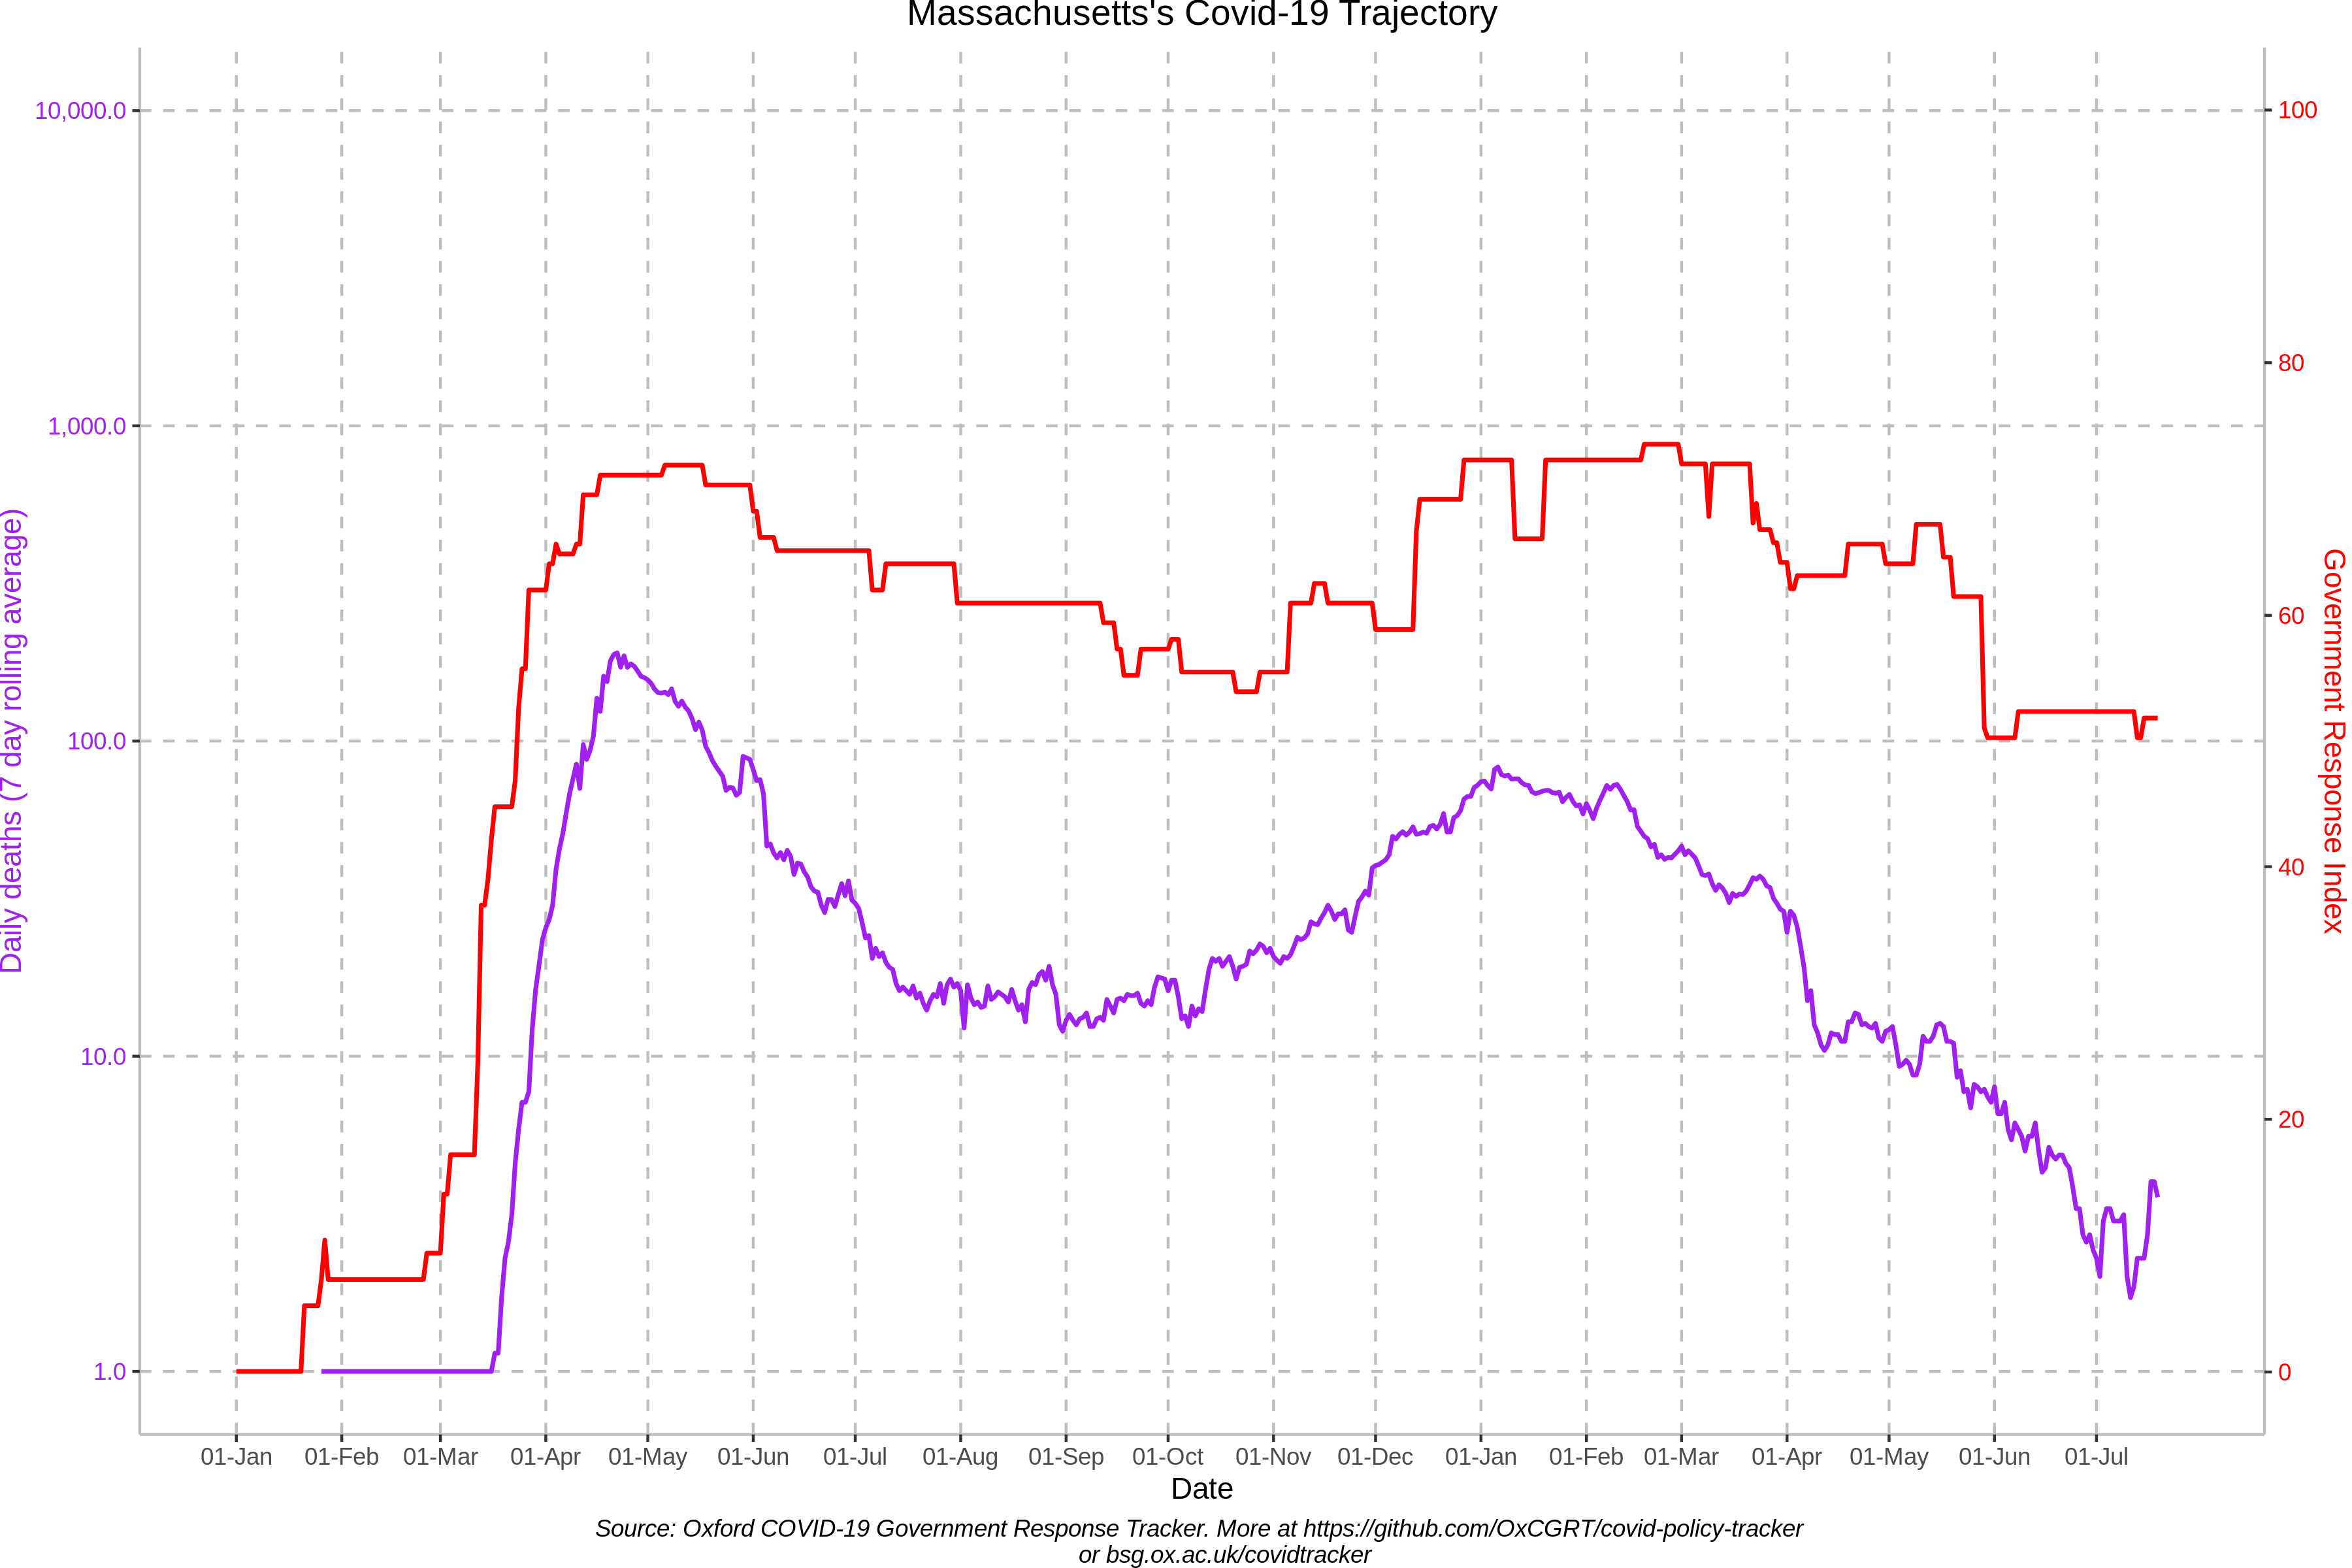 Massachusetts's Covid-19 Trajectory
10,000.0
1,000.0
100.0
10.0
1.0
Daily deaths (7 day rolling average)
100
80
60
40
20
0
Government Response Index
01-Jan 01-Feb 01-Mar 01-Apr 01-May 01-Jun 01-Jul 01-Aug 01-Sep 01-Oct 01-Nov 01-Dec 01-Jan 01-Feb 01-Mar 01-Apr 01-May 01-Jun 01-Jul
Date
Source: Oxford COVID-19 Government Response Tracker. More at https://github.com/OxCGRT/covid-policy-tracker
or bsg.ox.ac.uk/covidtracker